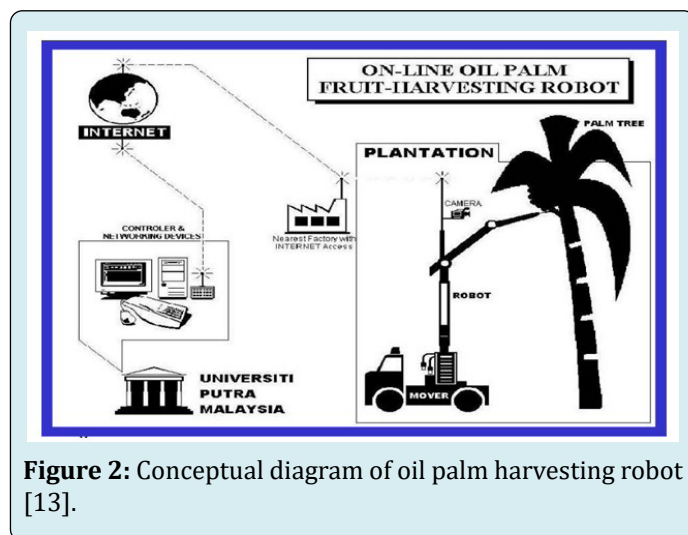 ON-LINE OIL PALM
FRUIT-HARVESTING ROBOT
INTERNET
PALM TREE
PLANTATION
CAMERA
CONTROLER &
NETWORKING DEVICES
Nearest Factory with
INTERNET Access
ROBOT
MOVER
UNIVERSITI
PUTRA
MALAYSIA
Figure 2: Conceptual diagram of oil palm harvesting robot
[13].